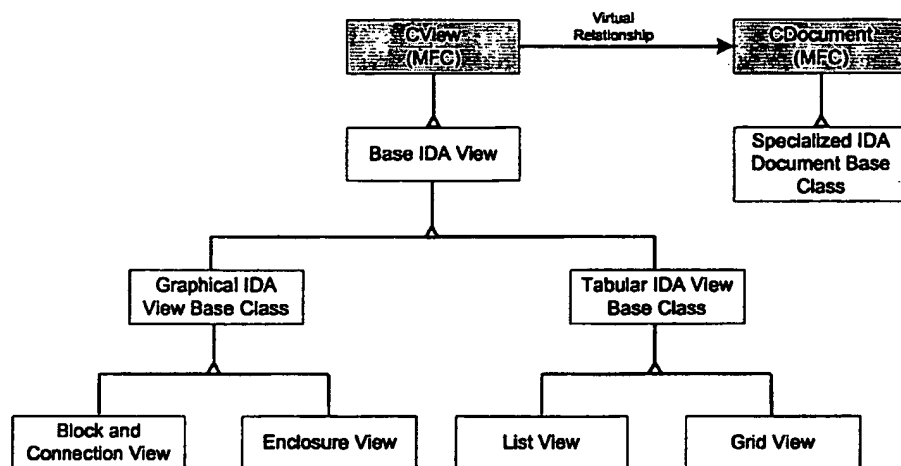 CView
(MFC)
Virtual
Relationship
CDocument
(MFC)
Base IDA View
Specialized IDA
Document Base
Class
Graphical IDA
View Base Class
Tabular IDA View
Base Class
Block and
Connection View
Enclosure View
List View
Grid View